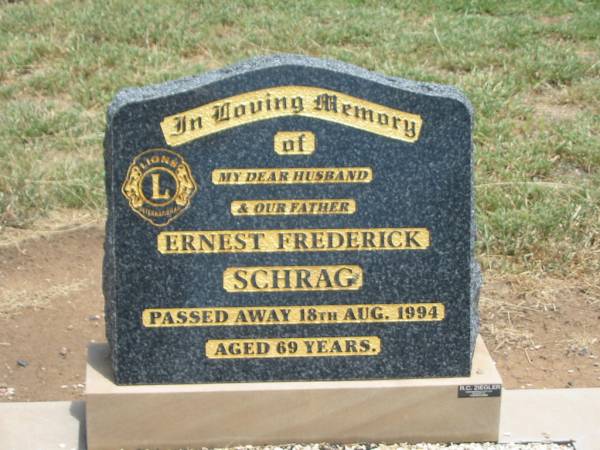 In Loving Memory
of
MY DEAR HUSBAND
& OUR FATHER
LIONS
L
INTERNATIONAL
ERNEST FREDERICK
SCHRAG
PASSED AWAY 18TH AUG. 1994
AGED 69 YEARS.
R.C. ZIEGLER